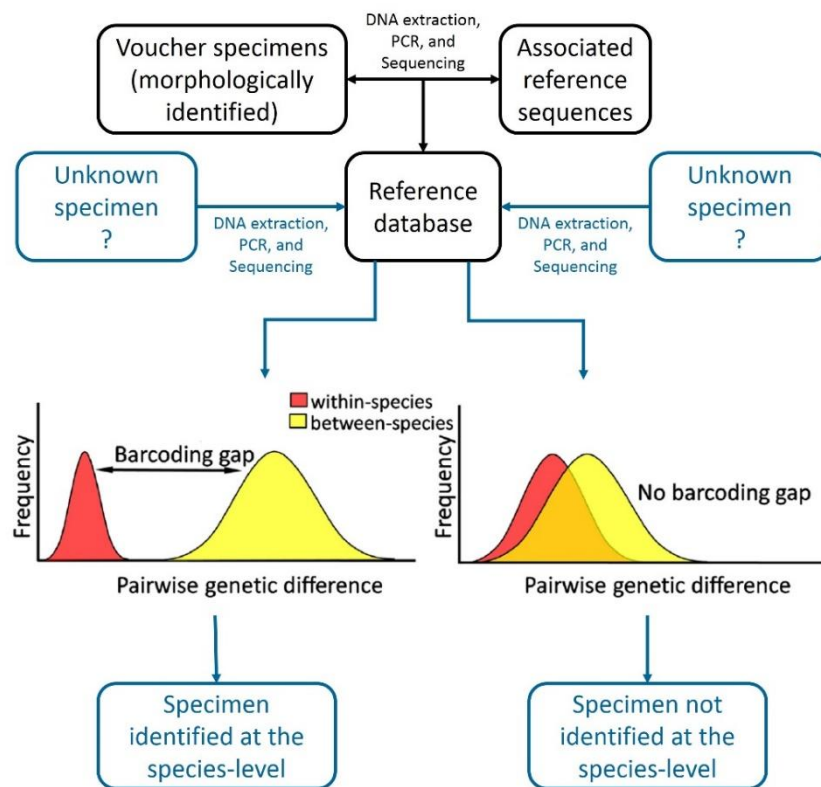 DNA extraction,
PCR, and
Sequencing
Voucher specimens
(morphologically
identified)
Associated
reference
sequences
Unknown
specimen
?
DNA extraction,
PCR, and
Sequencing
Reference
database
DNA extraction,
PCR, and
Sequencing
Unknown
specimen
?
within-species
between-species
Frequency
Barcoding gap
Pairwise genetic difference
Frequency
No barcoding gap
Pairwise genetic difference
Specimen
identified at the
species-level
Specimen not
identified at the
species-level